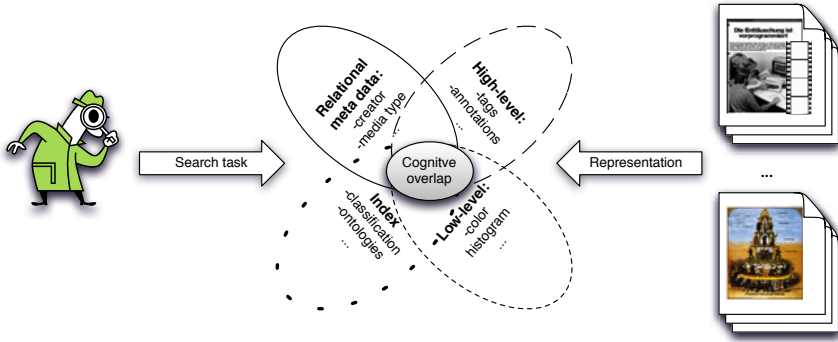 Search task
Relational
meta data:
-creator
-media type
...
High-level:
-tags
-annotations
...
Cognitve
overlap
Index
-classification
-ontologies
...
Low-level:
-color
histogram
...
Representation
Die Enttäuschung ist
vorprogrammiert
...